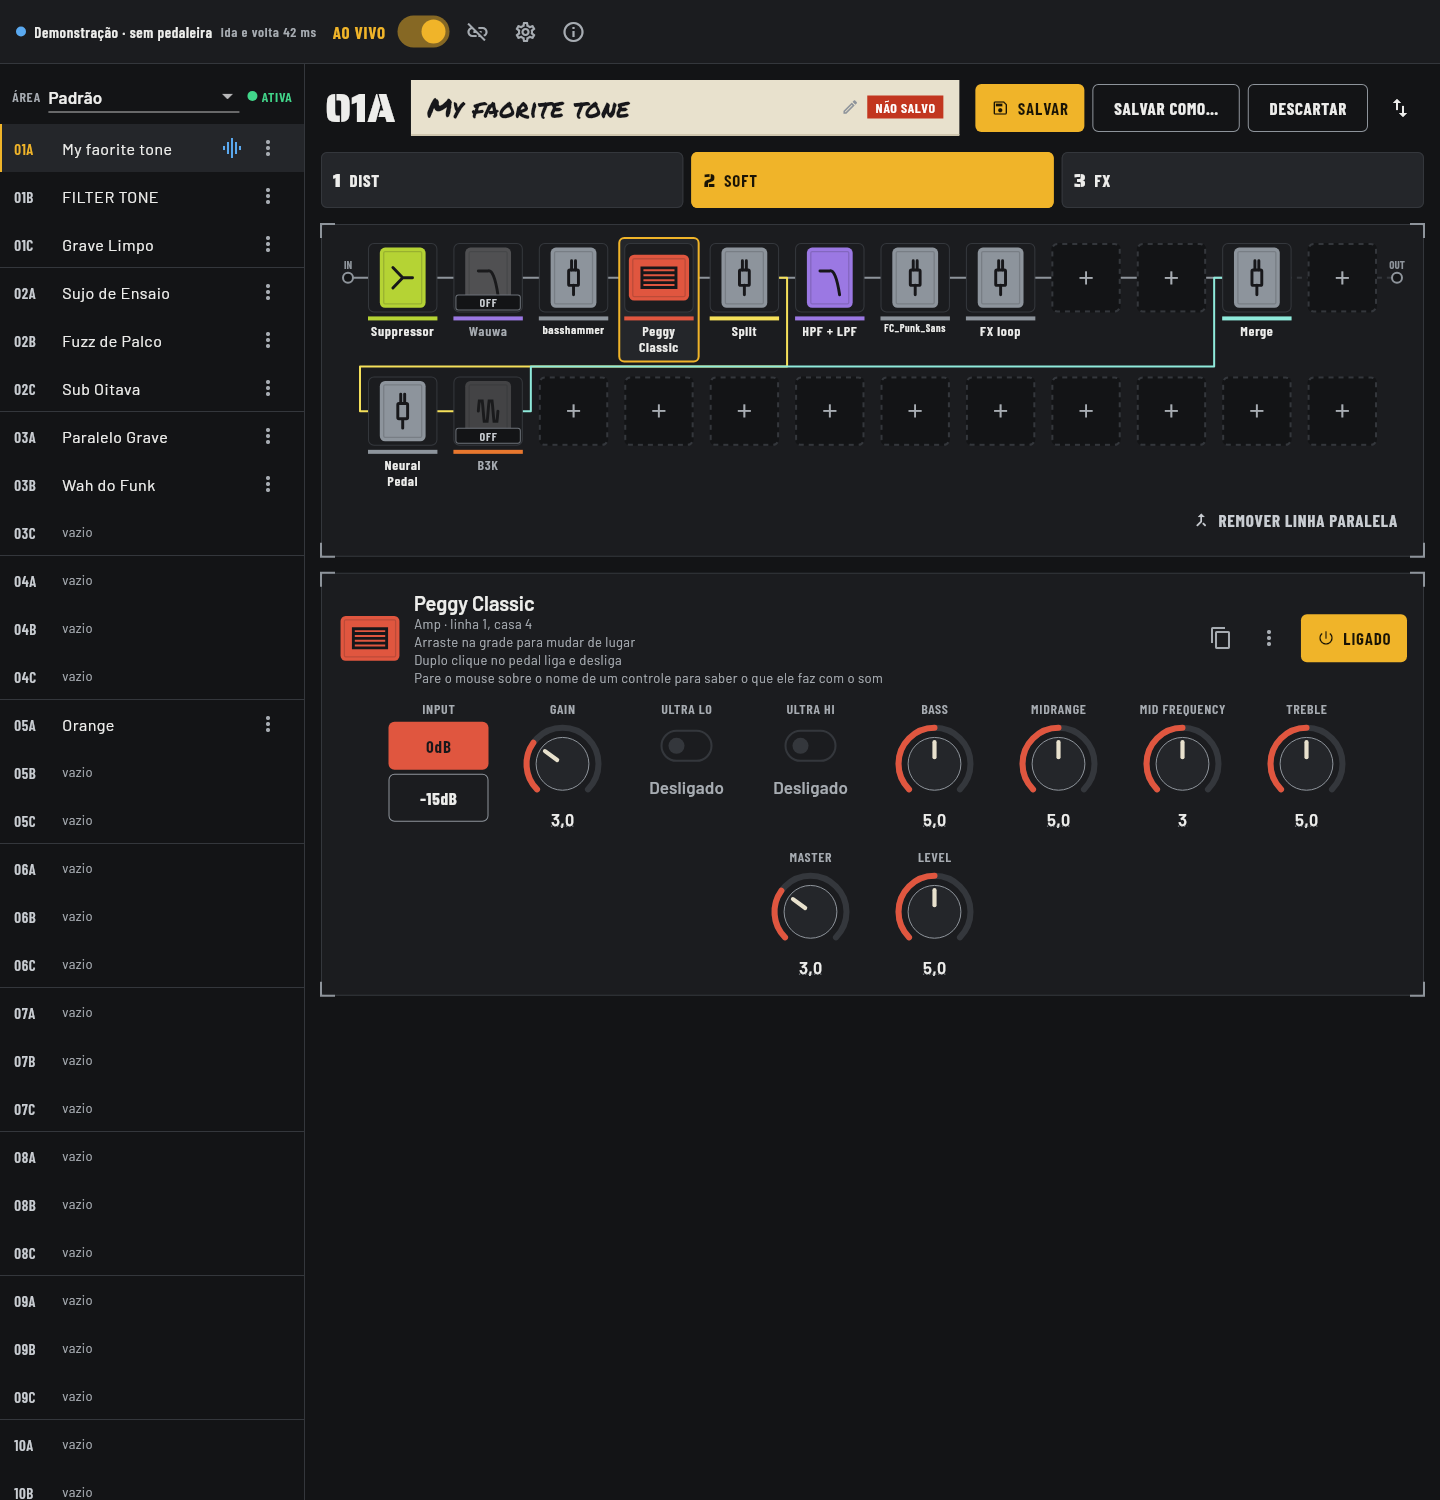 Demonstração · sem pedaleira Ida e volta 42 ms AO VIVO
ÁREA Padrão ATIVA
01A My faorite tone
01B FILTER TONE
01C Grave Limpo
02A Sujo de Ensaio
02B Fuzz de Palco
02C Sub Oitava
03A Paralelo Grave
03B Wah do Funk
03C vazio
04A vazio
04B vazio
04C vazio
05A Orange
05B vazio
05C vazio
06A vazio
06B vazio
06C vazio
07A vazio
07B vazio
07C vazio
08A vazio
08B vazio
08C vazio
09A vazio
09B vazio
09C vazio
10A vazio
10B vazio
01A My faorite tone NÃO SALVO SALVAR SALVAR COMO... DESCARTAR
1 DIST 2 SOFT 3 FX
IN OUT
OFF
Suppressor Wauwa basshammer Peggy Classic Split HPF + LPF FC_Punk_Sans FX loop Merge
OFF
Neural Pedal B3K
REMOVER LINHA PARALELA
Peggy Classic
Amp · linha 1, casa 4
Arraste na grade para mudar de lugar
Duplo clique no pedal liga e desliga
Pare o mouse sobre o nome de um controle para saber o que ele faz com o som
LIGADO
INPUT GAIN ULTRA LO ULTRA HI BASS MIDRANGE MID FREQUENCY TREBLE
0dB
-15dB
Desligado Desligado
3,0 5,0 5,0 3 5,0
MASTER LEVEL
3,0 5,0